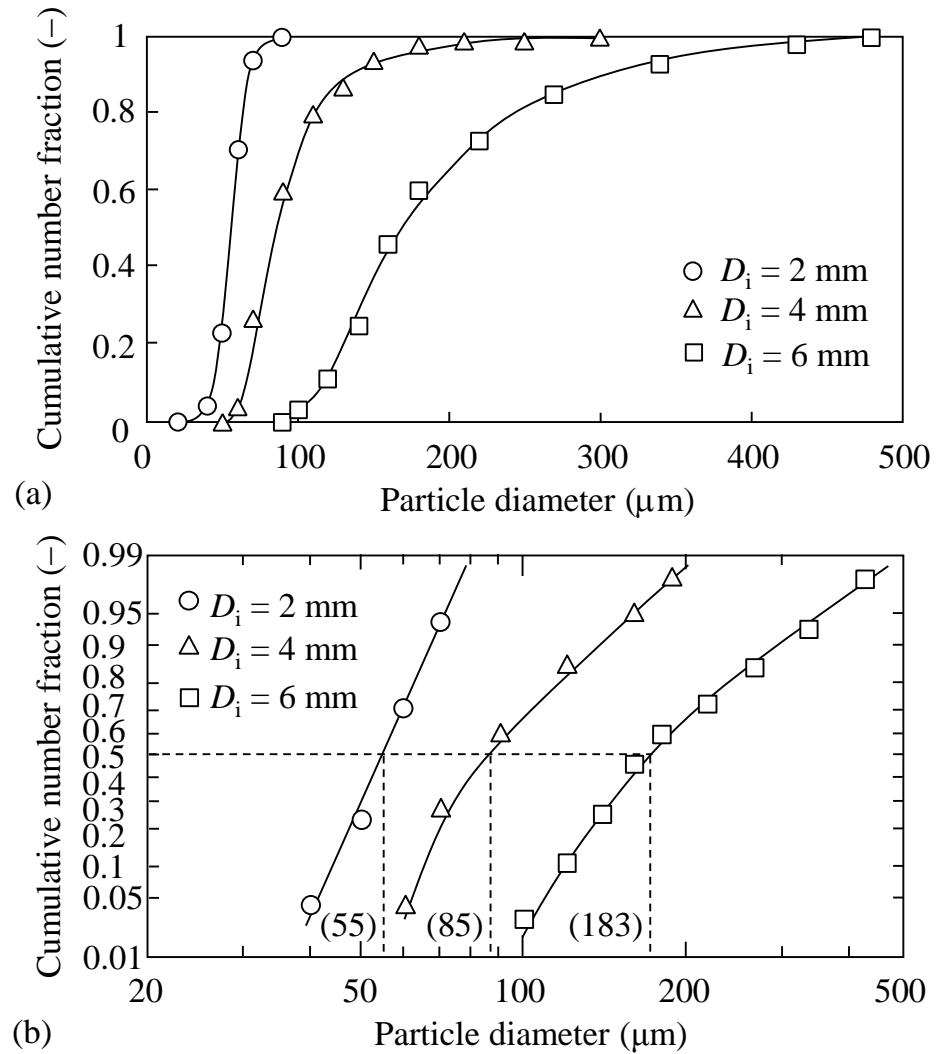 Cumulative number fraction (−)
1
0.8
0.6
0.4
0.2
0
0 100 200 300 400 500
D_i = 2 mm
D_i = 4 mm
D_i = 6 mm
Particle diameter (μm)
(a)
Cumulative number fraction (−)
0.99
0.95
0.9
0.8
0.7
0.6
0.5
0.4
0.3
0.2
0.1
0.05
0.01
D_i = 2 mm
D_i = 4 mm
D_i = 6 mm
(55) (85) (183)
20 50 100 200 500
Particle diameter (μm)
(b)